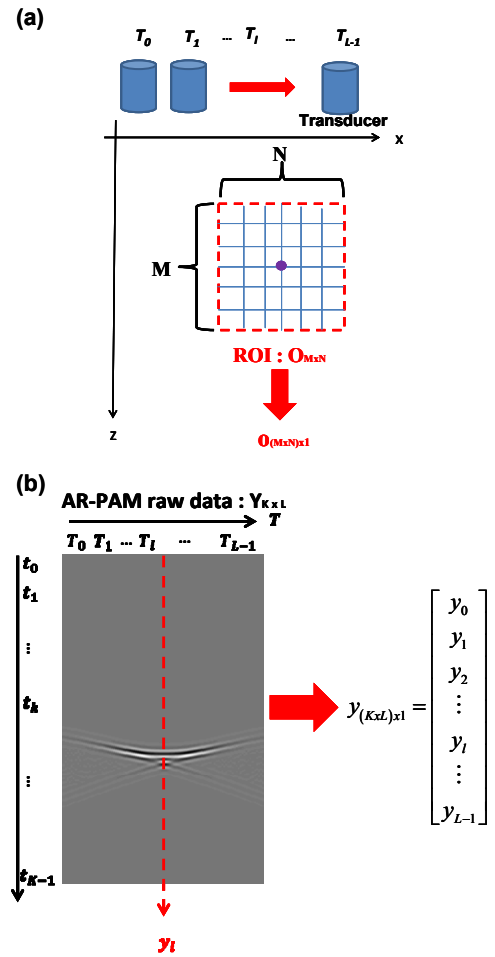 (a)
T0 T1 ... Tl ... TL-1
Transducer
x
N
M
ROI : OMxN
z
o(MxN)x1
(b)
AR-PAM raw data : YKxL
T
T0 T1 ... Tl ... TL−1
t0
t1
⋮
tk
⋮
tK−1
y(KxL)x1 = [y0
y1
y2
⋮
yl
⋮
yL−1]
yl